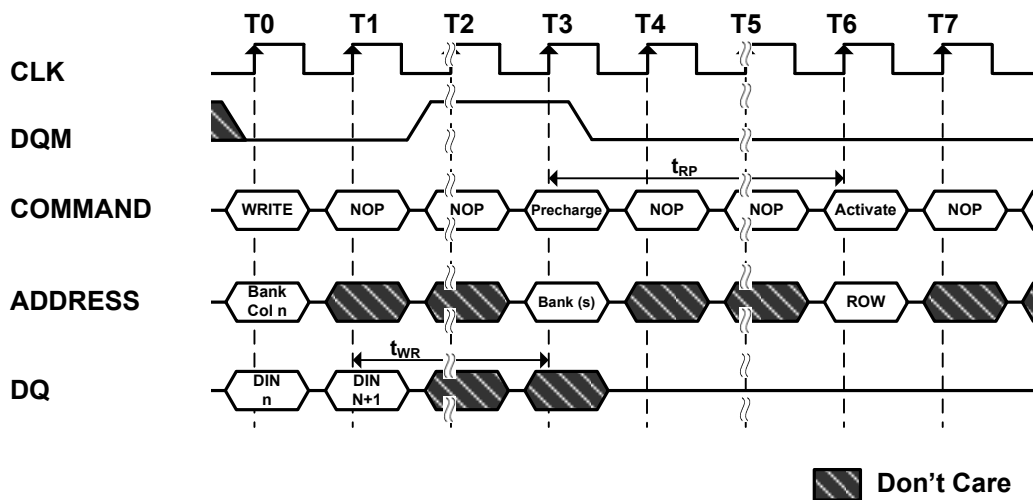 T0 T1 T2 T3 T4 T5 T6 T7
CLK
DQM
tRP
COMMAND WRITE NOP NOP Precharge NOP NOP Activate NOP
ADDRESS Bank Col n Bank (s) ROW
tWR
DQ DIN n DIN N+1
Don't Care